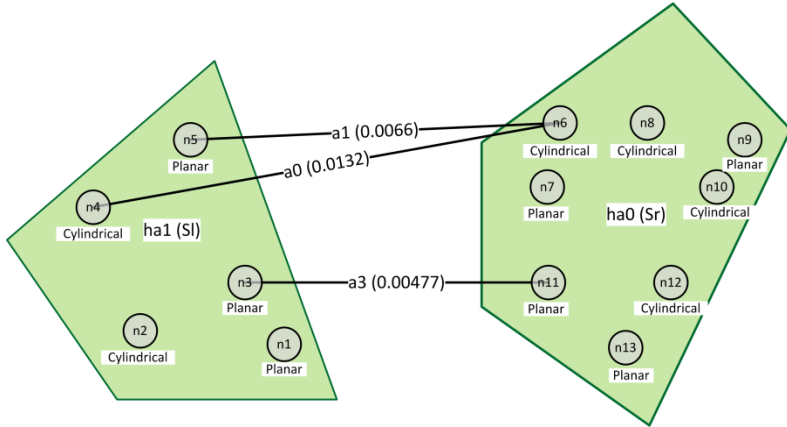 n5
Planar
a1 (0.0066)
n6
Cylindrical
n8
Cylindrical
n9
Planar
a0 (0.0132)
n4
Cylindrical
n7
Planar
n10
Cylindrical
ha1 (Sl)
ha0 (Sr)
n3
Planar
a3 (0.00477)
n11
Planar
n12
Cylindrical
n2
Cylindrical
n1
Planar
n13
Planar